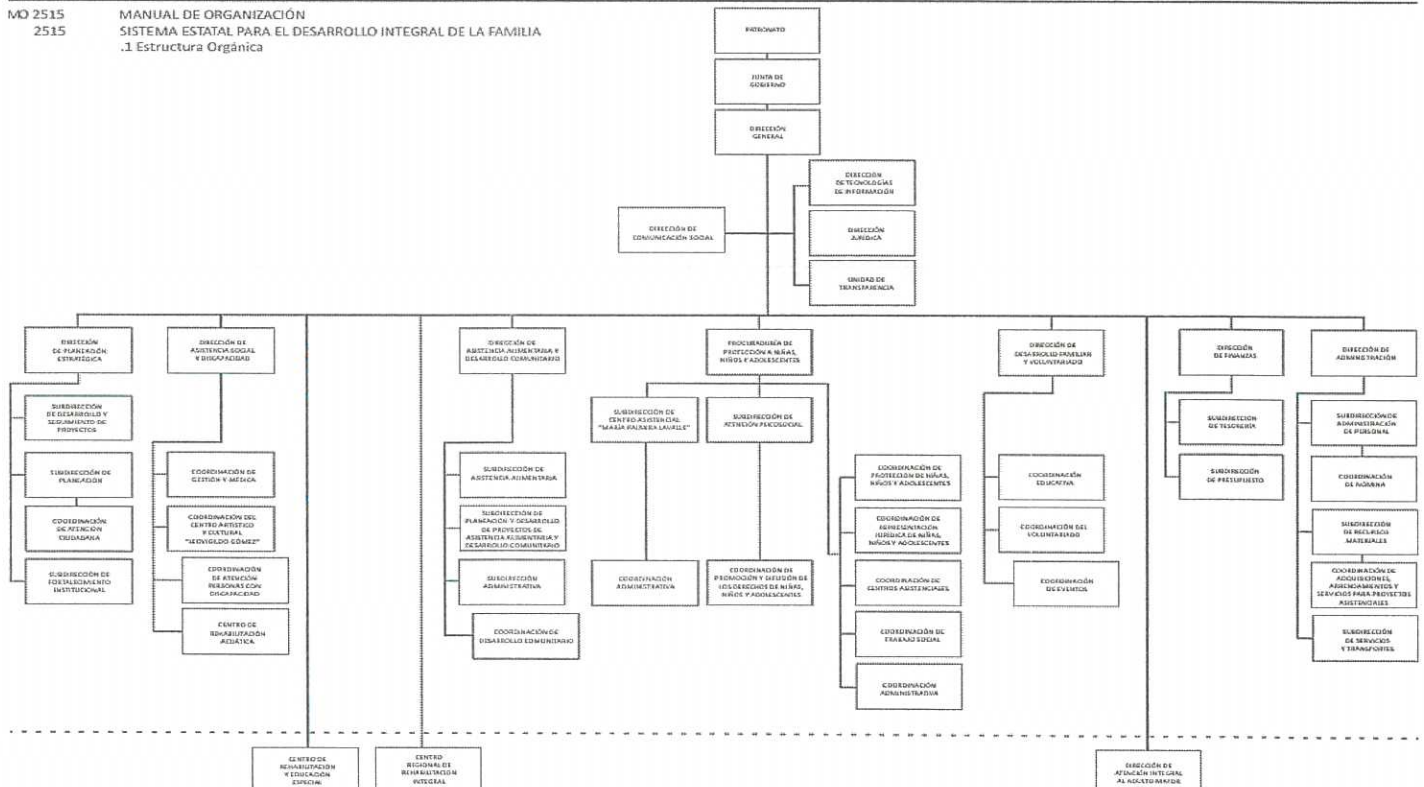 MO 2515 MANUAL DE ORGANIZACIÓN
2515 SISTEMA ESTATAL PARA EL DESARROLLO INTEGRAL DE LA FAMILIA
.1 Estructura Orgánica
PATRONATO
JUNTA DE
GOBIERNO
DIRECCIÓN
GENERAL
DIRECCIÓN
DE TECNOLOGÍAS
DE INFORMACIÓN
DIRECCIÓN DE
COMUNICACIÓN SOCIAL
DIRECCIÓN
JURÍDICA
UNIDAD DE
TRANSPARENCIA
DIRECCIÓN
DE PLANEACIÓN
ESTRATÉGICA
SUBDIRECCIÓN
DE DESARROLLO Y
SEGUIMIENTO DE
PROYECTOS
SUBDIRECCIÓN DE
PLANEACIÓN
COORDINACIÓN
DE ATENCIÓN
CIUDADANA
SUBDIRECCIÓN DE
FORTALECIMIENTO
INSTITUCIONAL
DIRECCIÓN DE
ASISTENCIA SOCIAL
Y DISCAPACIDAD
COORDINACIÓN DE
GESTIÓN Y MÉDICA
COORDINACIÓN DEL
CENTRO ARTÍSTICO
Y CULTURAL
"LEOVIGILDO GÓMEZ"
COORDINACIÓN
DE ATENCIÓN
PERSONAS CON
DISCAPACIDAD
CENTRO DE
REHABILITACIÓN
ACUÁTICA
DIRECCIÓN DE
ASISTENCIA ALIMENTARIA Y
DESARROLLO COMUNITARIO
SUBDIRECCIÓN DE
ASISTENCIA ALIMENTARIA
SUBDIRECCIÓN DE
PLANEACIÓN Y DESARROLLO
DE PROYECTOS DE
ASISTENCIA ALIMENTARIA Y
DESARROLLO COMUNITARIO
SUBDIRECCIÓN
ADMINISTRATIVA
COORDINACIÓN DE
DESARROLLO COMUNITARIO
PROCURADURÍA DE
PROTECCIÓN A NIÑAS,
NIÑOS Y ADOLESCENTES
SUBDIRECCIÓN DE
CENTRO ASISTENCIAL
"MARÍA PALMIRA LAVALLE"
SUBDIRECCIÓN DE
ATENCIÓN PSICOSOCIAL
COORDINACIÓN
ADMINISTRATIVA
COORDINACIÓN DE
PROMOCIÓN Y DIFUSIÓN DE
LOS DERECHOS DE NIÑAS,
NIÑOS Y ADOLESCENTES
COORDINACIÓN DE
PROTECCIÓN DE NIÑAS,
NIÑOS Y ADOLESCENTES
COORDINACIÓN DE
REPRESENTACIÓN
JURÍDICA DE NIÑAS,
NIÑOS Y ADOLESCENTES
COORDINACIÓN DE
CENTROS ASISTENCIALES
COORDINACIÓN DE
TRABAJO SOCIAL
COORDINACIÓN
ADMINISTRATIVA
DIRECCIÓN DE
DESARROLLO FAMILIAR
Y VOLUNTARIADO
COORDINACIÓN
EDUCATIVA
COORDINACIÓN DEL
VOLUNTARIADO
COORDINACIÓN
DE EVENTOS
DIRECCIÓN
DE FINANZAS
SUBDIRECCIÓN
DE TESORERÍA
SUBDIRECCIÓN
DE PRESUPUESTO
DIRECCIÓN DE
ADMINISTRACIÓN
SUBDIRECCIÓN DE
ADMINISTRACIÓN
DE PERSONAL
COORDINACIÓN
DE NÓMINA
SUBDIRECCIÓN
DE RECURSOS
MATERIALES
COORDINACIÓN DE
ADQUISICIONES,
ARRENDAMIENTOS Y
SERVICIOS PARA PROYECTOS
ASISTENCIALES
SUBDIRECCIÓN
DE SERVICIOS
Y TRANSPORTES
CENTRO DE
REHABILITACIÓN
Y EDUCACIÓN
ESPECIAL
CENTRO
REGIONAL DE
REHABILITACIÓN
INTEGRAL
DIRECCIÓN DE
ATENCIÓN INTEGRAL
AL ADULTO MAYOR